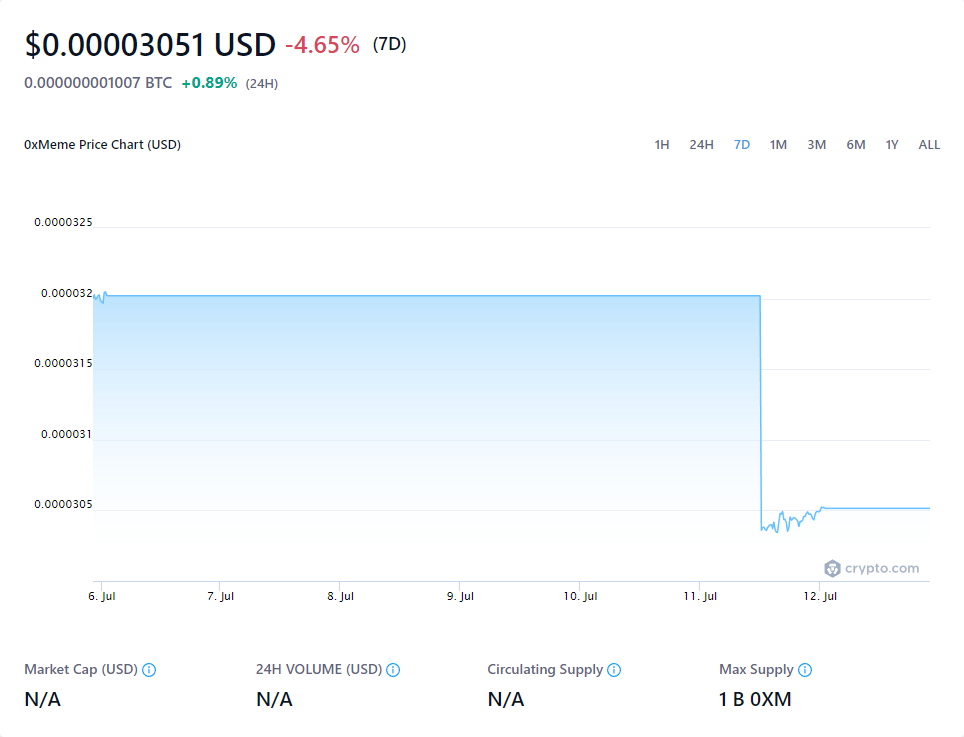 $0.00003051 USD -4.65% (7D)
0.000000001007 BTC +0.89% (24H)
0xMeme Price Chart (USD) 1H 24H 7D 1M 3M 6M 1Y ALL
0.0000325
0.000032
0.0000315
0.000031
0.0000305
crypto.com
6. Jul 7. Jul 8. Jul 9. Jul 10. Jul 11. Jul 12. Jul
Market Cap (USD) 24H VOLUME (USD) Circulating Supply Max Supply
N/A N/A N/A 1 B 0XM